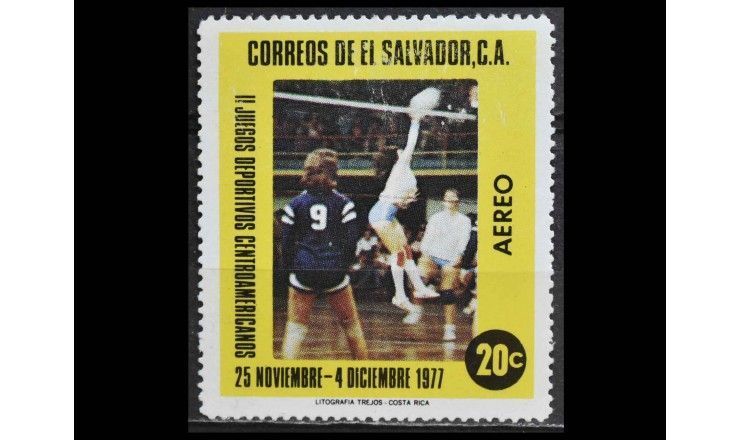 CORREOS DE El SALVADOR, C.A.
II JUEGOS DEPORTIVOS CENTROAMERICANOS
9
AEREO
20c
25 NOVIEMBRE-4 DICIEMBRE 1977
LITOGRAFIA TREJOS - COSTA RICA